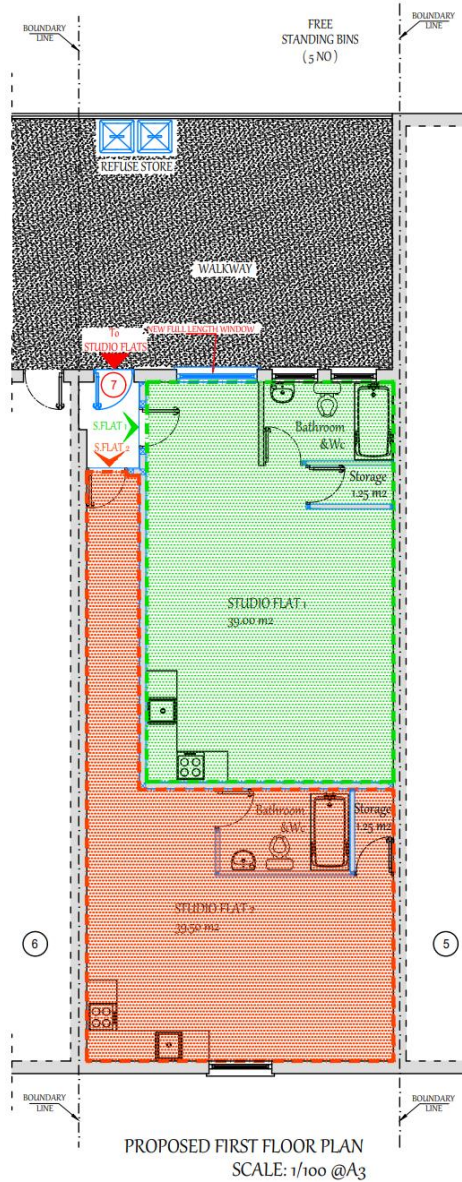 BOUNDARY
LINE
FREE
STANDING BINS
( 5 NO )
BOUNDARY
LINE
REFUSE STORE
WALKWAY
To
STUDIO FLATS
NEW FULL LENGTH WINDOW
7
S.FLAT 1
S.FLAT 2
Bathroom
&Wc
Storage
1.25 m2
STUDIO FLAT 1
39.00 m2
Bathroom
&Wc
Storage
1.25 m2
STUDIO FLAT 2
39.50 m2
6
5
BOUNDARY
LINE
BOUNDARY
LINE
PROPOSED FIRST FLOOR PLAN
SCALE: 1/100 @A3